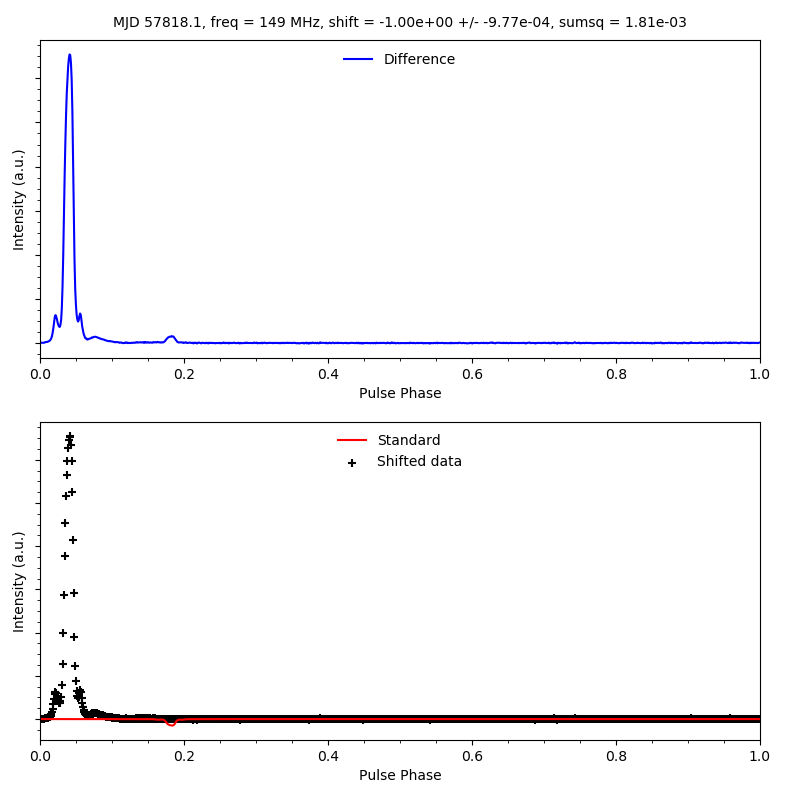 MJD 57818.1, freq = 149 MHz, shift = -1.00e+00 +/- -9.77e-04, sumsq = 1.81e-03
Difference
Intensity (a.u.)
0.0 0.2 0.4 0.6 0.8 1.0
Pulse Phase
Standard
Shifted data
Intensity (a.u.)
0.0 0.2 0.4 0.6 0.8 1.0
Pulse Phase